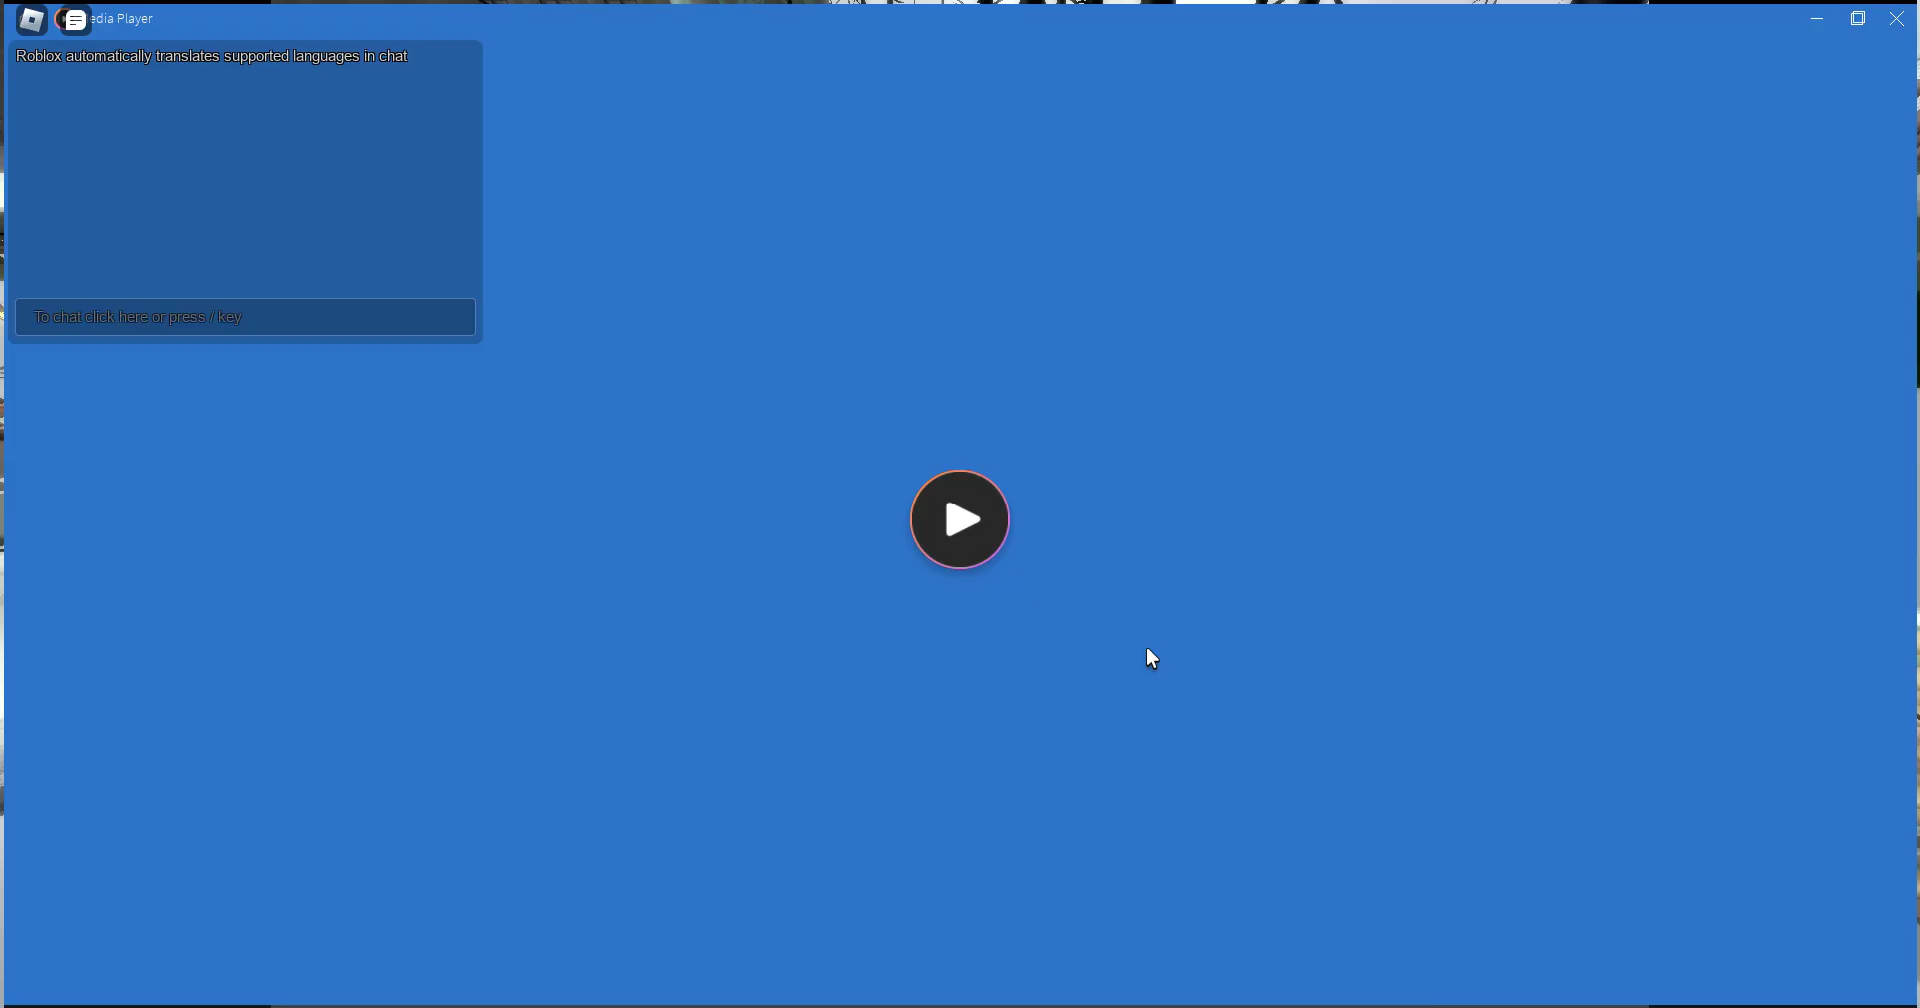 edia Player
Roblox automatically translates supported languages in chat
To chat click here or press / key